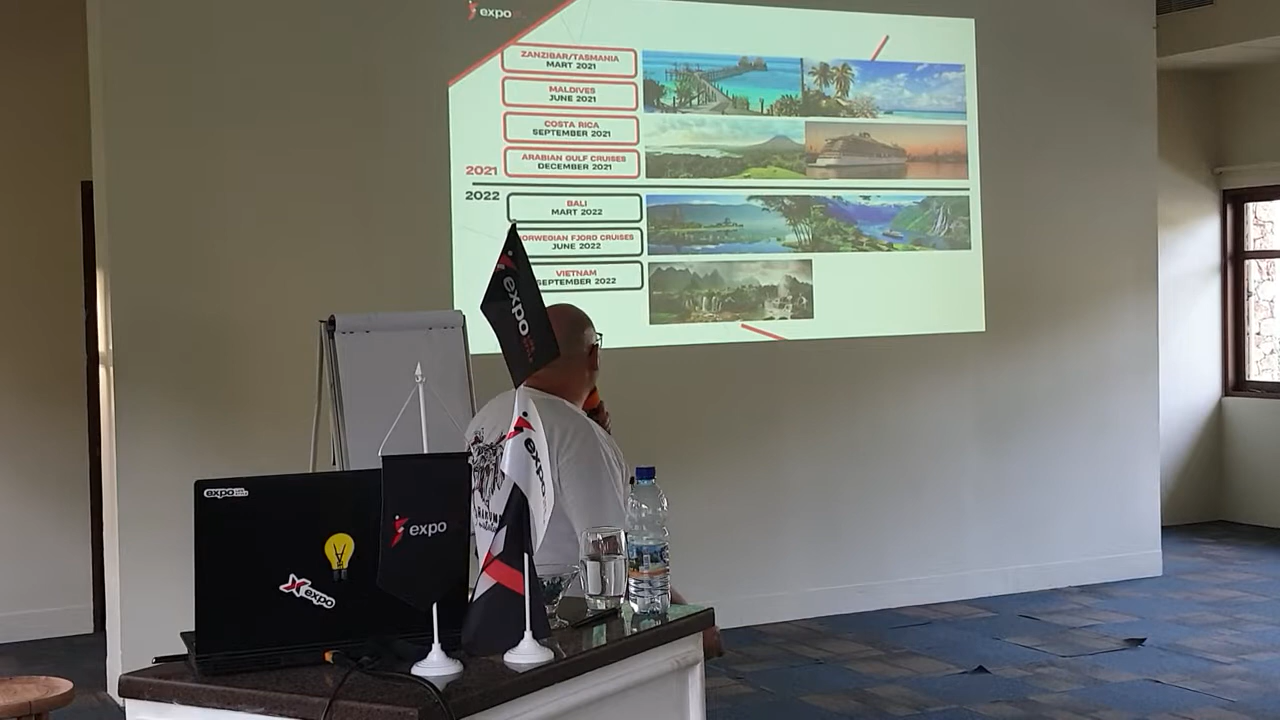 expo
ZANZIBAR/TASMANIA
MART 2021
MALDIVES
JUNE 2021
COSTA RICA
SEPTEMBER 2021
ARABIAN GULF CRUISES
DECEMBER 2021
2021
2022
BALI
MART 2022
ORWEGIAN FJORD CRUISES
JUNE 2022
VIETNAM
SEPTEMBER 2022
expo
expo
expo
expo
expo